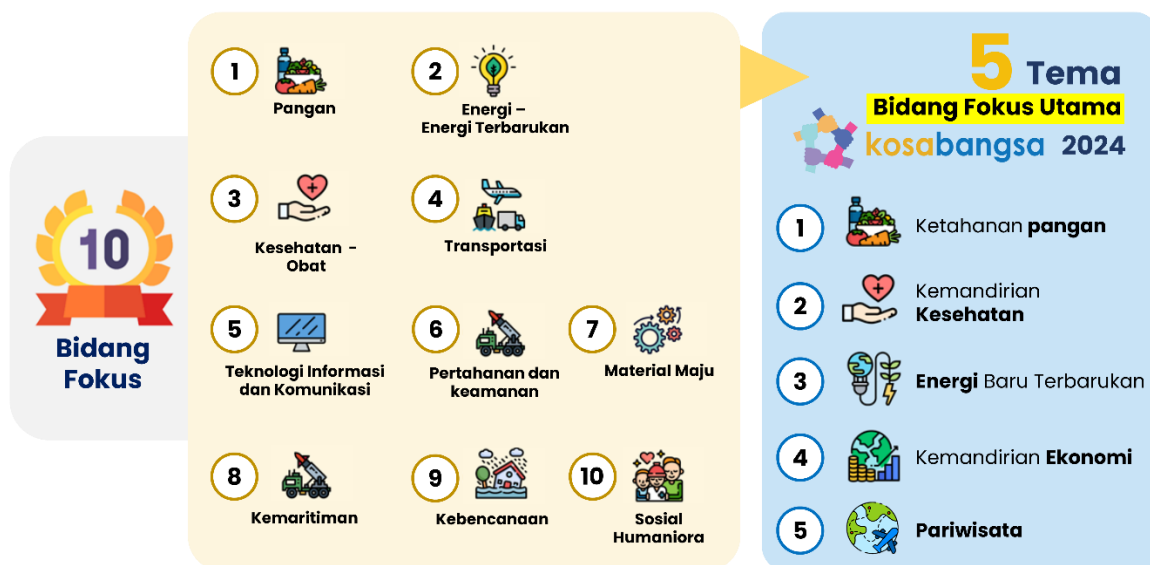 10
Bidang
Fokus
1
Pangan
2
Energi –
Energi Terbarukan
3
Kesehatan -
Obat
4
Transportasi
5
Teknologi Informasi
dan Komunikasi
6
Pertahanan dan
keamanan
7
Material Maju
8
Kemaritiman
9
Kebencanaan
10
Sosial
Humaniora
5 Tema
Bidang Fokus Utama
kosabangsa 2024
1 Ketahanan pangan
2 Kemandirian
Kesehatan
3 Energi Baru Terbarukan
4 Kemandirian Ekonomi
5 Pariwisata